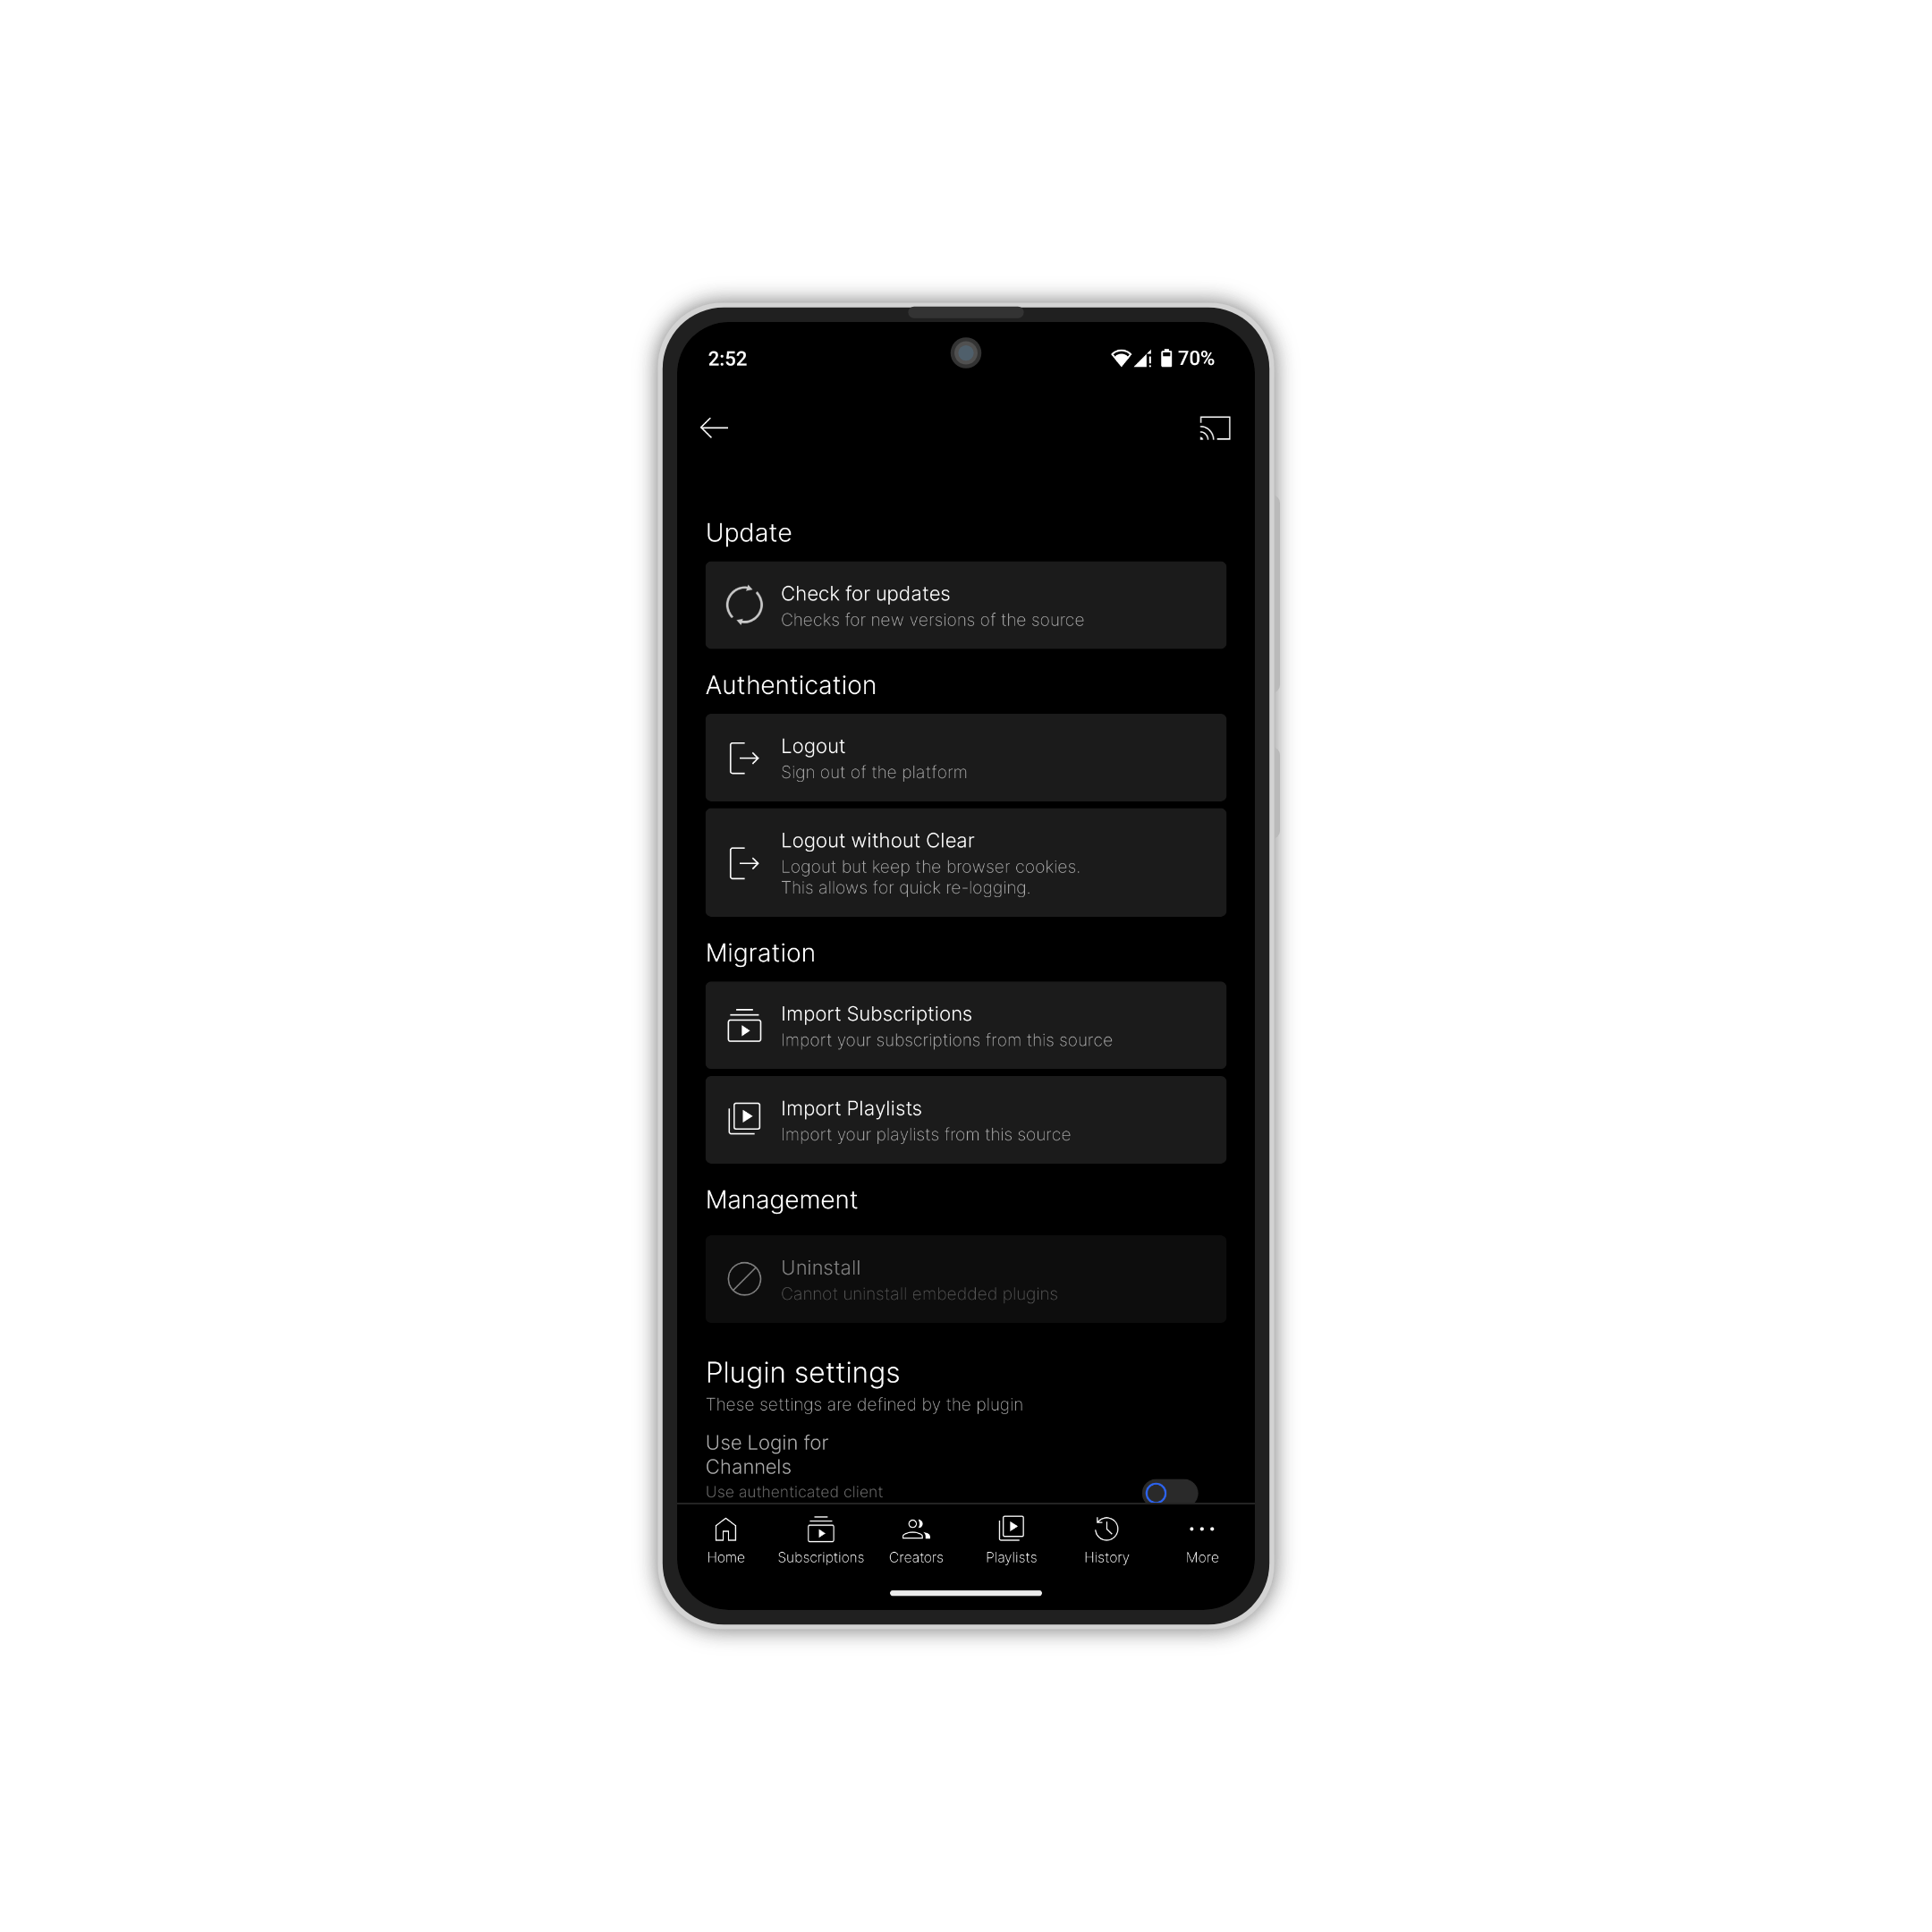 2:52
70%
Update
Check for updates
Checks for new versions of the source
Authentication
Logout
Sign out of the platform
Logout without Clear
Logout but keep the browser cookies.
This allows for quick re-logging.
Migration
Import Subscriptions
Import your subscriptions from this source
Import Playlists
Import your playlists from this source
Management
Uninstall
Cannot uninstall embedded plugins
Plugin settings
These settings are defined by the plugin
Use Login for
Channels
Use authenticated client
Home
Subscriptions
Creators
Playlists
History
More